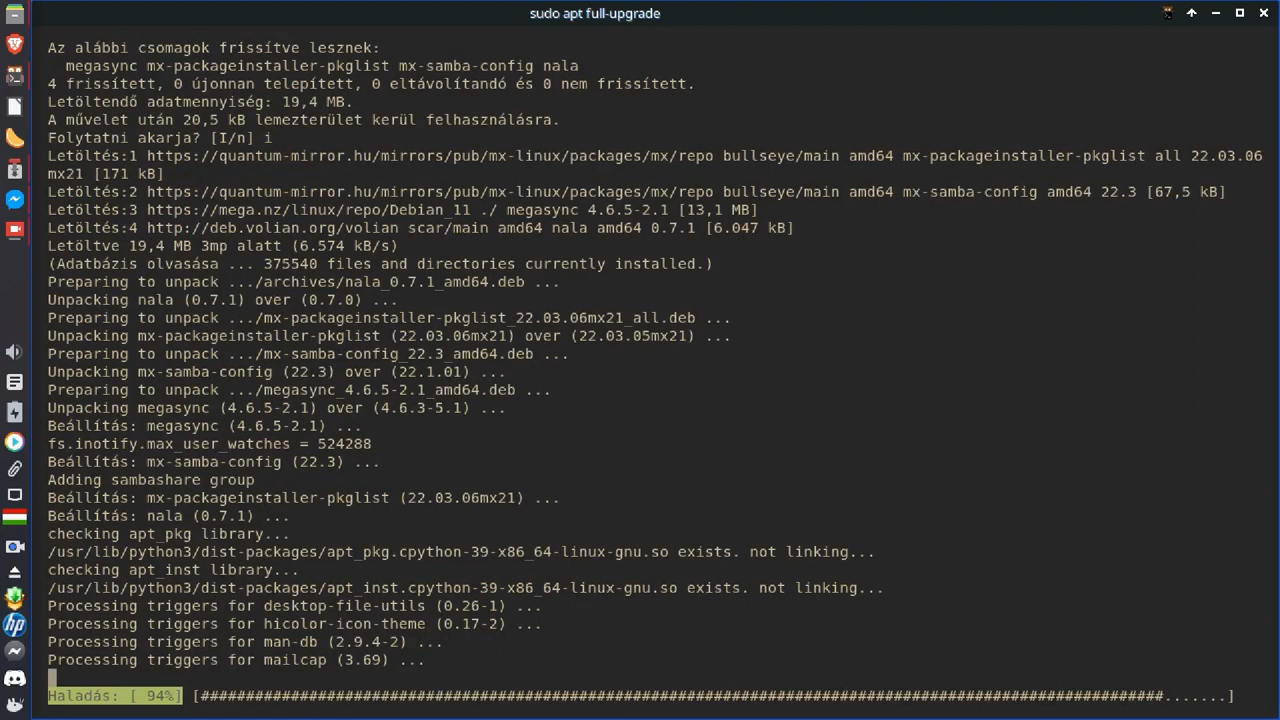 sudo apt full-upgrade
Az alábbi csomagok frissítve lesznek:
  megasync mx-packageinstaller-pkglist mx-samba-config nala
4 frissített, 0 újonnan telepített, 0 eltávolítandó és 0 nem frissített.
Letöltendő adatmennyiség: 19,4 MB.
A művelet után 20,5 kB lemezterület kerül felhasználásra.
Folytatni akarja? [I/n] i
Letöltés:1 https://quantum-mirror.hu/mirrors/pub/mx-linux/packages/mx/repo bullseye/main amd64 mx-packageinstaller-pkglist all 22.03.06
mx21 [171 kB]
Letöltés:2 https://quantum-mirror.hu/mirrors/pub/mx-linux/packages/mx/repo bullseye/main amd64 mx-samba-config amd64 22.3 [67,5 kB]
Letöltés:3 https://mega.nz/linux/repo/Debian_11 ./ megasync 4.6.5-2.1 [13,1 MB]
Letöltés:4 http://deb.volian.org/volian scar/main amd64 nala amd64 0.7.1 [6.047 kB]
Letöltve 19,4 MB 3mp alatt (6.574 kB/s)
(Adatbázis olvasása ... 375540 files and directories currently installed.)
Preparing to unpack .../archives/nala_0.7.1_amd64.deb ...
Unpacking nala (0.7.1) over (0.7.0) ...
Preparing to unpack .../mx-packageinstaller-pkglist_22.03.06mx21_all.deb ...
Unpacking mx-packageinstaller-pkglist (22.03.06mx21) over (22.03.05mx21) ...
Preparing to unpack .../mx-samba-config_22.3_amd64.deb ...
Unpacking mx-samba-config (22.3) over (22.1.01) ...
Preparing to unpack .../megasync_4.6.5-2.1_amd64.deb ...
Unpacking megasync (4.6.5-2.1) over (4.6.3-5.1) ...
Beállítás: megasync (4.6.5-2.1) ...
fs.inotify.max_user_watches = 524288
Beállítás: mx-samba-config (22.3) ...
Adding sambashare group
Beállítás: mx-packageinstaller-pkglist (22.03.06mx21) ...
Beállítás: nala (0.7.1) ...
checking apt_pkg library...
/usr/lib/python3/dist-packages/apt_pkg.cpython-39-x86_64-linux-gnu.so exists. not linking...
checking apt_inst library...
/usr/lib/python3/dist-packages/apt_inst.cpython-39-x86_64-linux-gnu.so exists. not linking...
Processing triggers for desktop-file-utils (0.26-1) ...
Processing triggers for hicolor-icon-theme (0.17-2) ...
Processing triggers for man-db (2.9.4-2) ...
Processing triggers for mailcap (3.69) ...
hp
Haladás: [ 94%] [###########################################################################################################.......]